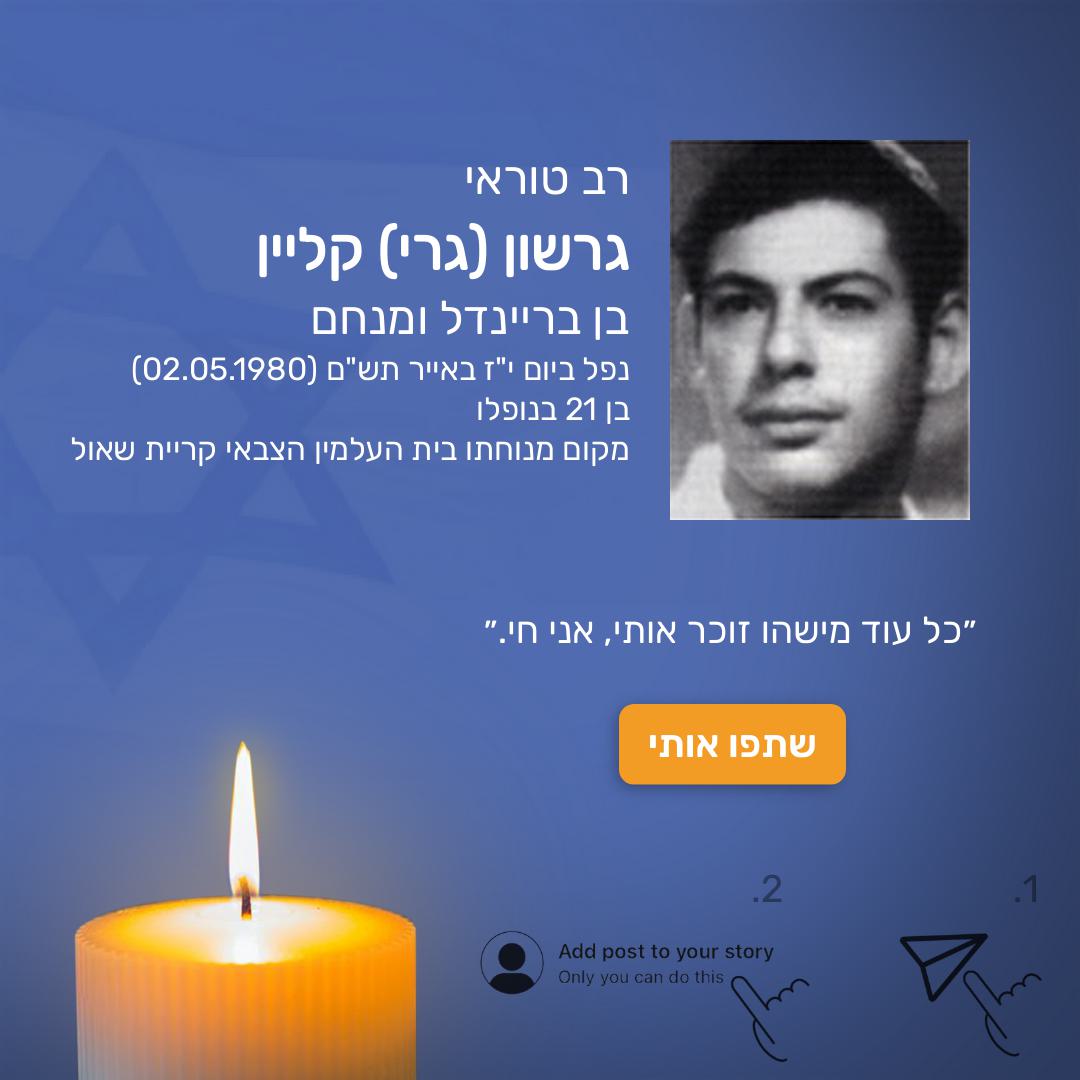 רב טוראי
גרשון (גרי) קליין
בן בריינדל ומנחם
נפל ביום י"ז באייר תש"ם (02.05.1980)
בן 21 בנופלו
מקום מנוחתו בית העלמין הצבאי קריית שאול
״כל עוד מישהו זוכר אותי, אני חי.״
שתפו אותי
1.
2.
Add post to your story
Only you can do this